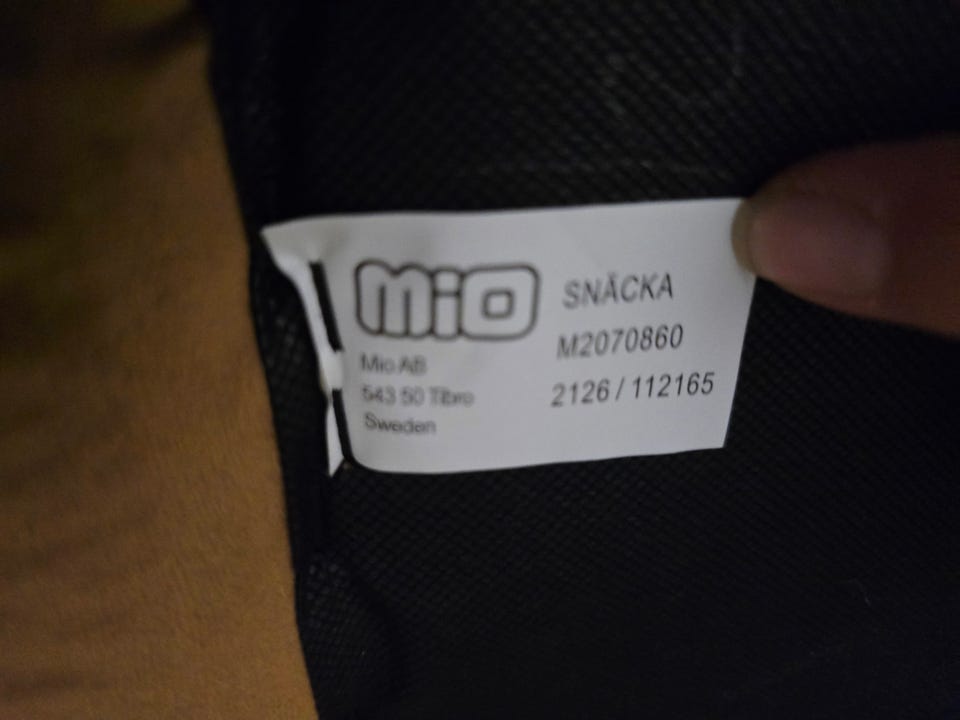 mio
Mio AB
543 50 Tibro
Sweden
SNÄCKA
M2070860
2126 / 112165